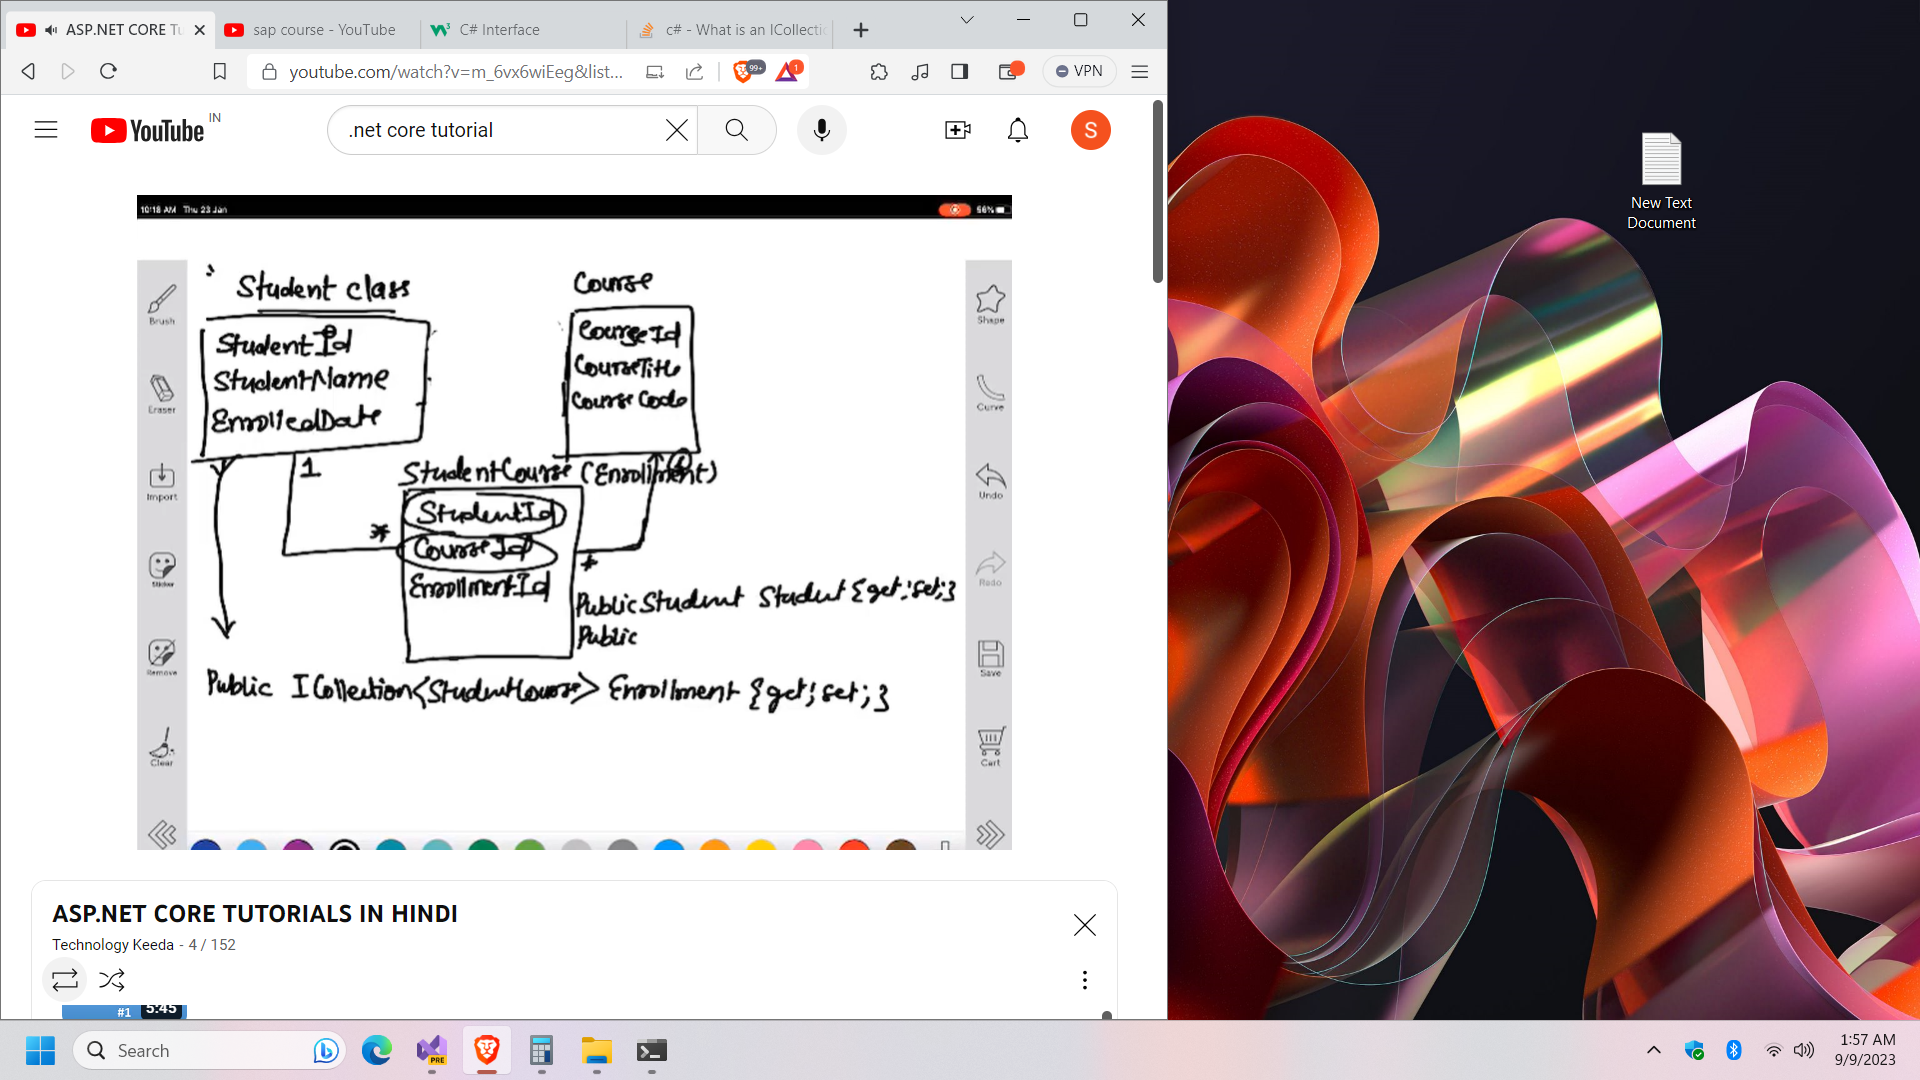 ASP.NET CORE Tu
sap course - YouTube
C# Interface
c# - What is an ICollectic
youtube.com/watch?v=m_6vx6wiEeg&list...
99+
1
VPN
YouTube
IN
.net core tutorial
S
10:18 AM Thu 23 Jan
56%
Student class
Course
StudentId
StudentName
EnrolledDate
CourseId
CourseTitle
CourseCode
1
StudentCourse (Enrollment)
StudentId
*
CourseId
*
EnrollmentId
Public Student Student {get; set;}
Public
Public ICollection<StudentCourse> Enrollment {get; set;}
Brush
Eraser
Import
Sticker
Remove
Clear
Shape
Curve
Undo
Redo
Save
Cart
ASP.NET CORE TUTORIALS IN HINDI
Technology Keeda - 4 / 152
#1
5:45
New Text
Document
Search
PRE
1:57 AM
9/9/2023